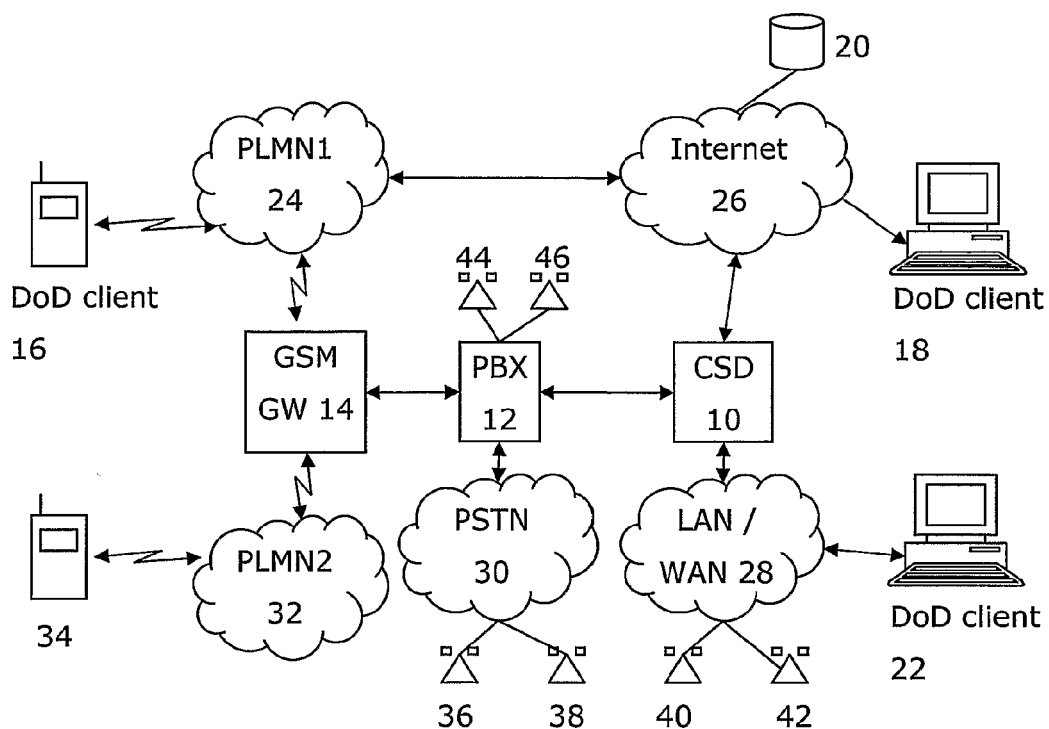 20
PLMN1
24
Internet
26
DoD client
16
44
46
DoD client
18
GSM
GW 14
PBX
12
CSD
10
34
PLMN2
32
PSTN
30
LAN /
WAN 28
DoD client
22
36
38
40
42